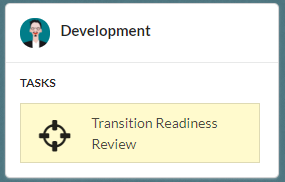 Development
TASKS
Transition Readiness
Review